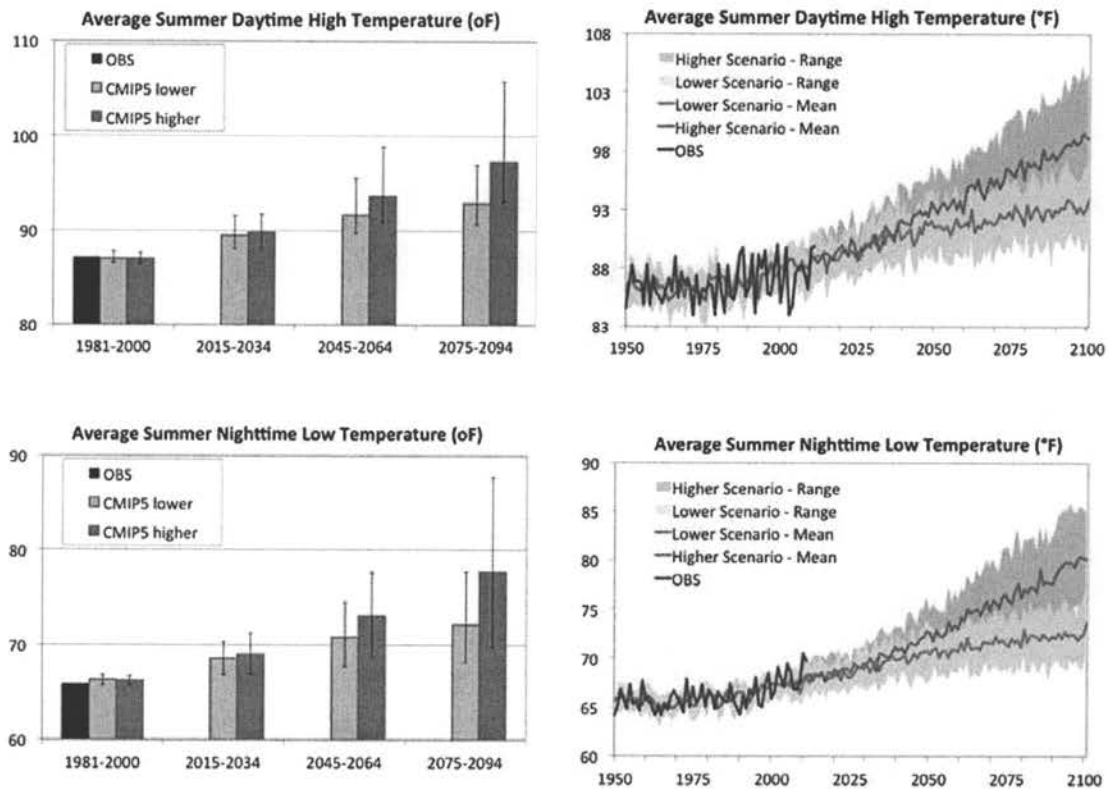 Average Summer Daytime High Temperature (oF)
110
100
90
80
OBS
CMIP5 lower
CMIP5 higher
1981-2000
2015-2034
2045-2064
2075-2094
Average Summer Daytime High Temperature (°F)
108
103
98
93
88
83
Higher Scenario - Range
Lower Scenario - Range
Lower Scenario - Mean
Higher Scenario - Mean
OBS
1950
1975
2000
2025
2050
2075
2100
Average Summer Nighttime Low Temperature (oF)
90
80
70
60
OBS
CMIP5 lower
CMIP5 higher
1981-2000
2015-2034
2045-2064
2075-2094
Average Summer Nighttime Low Temperature (°F)
90
85
80
75
70
65
60
Higher Scenario - Range
Lower Scenario - Range
Lower Scenario - Mean
Higher Scenario - Mean
OBS
1950
1975
2000
2025
2050
2075
2100